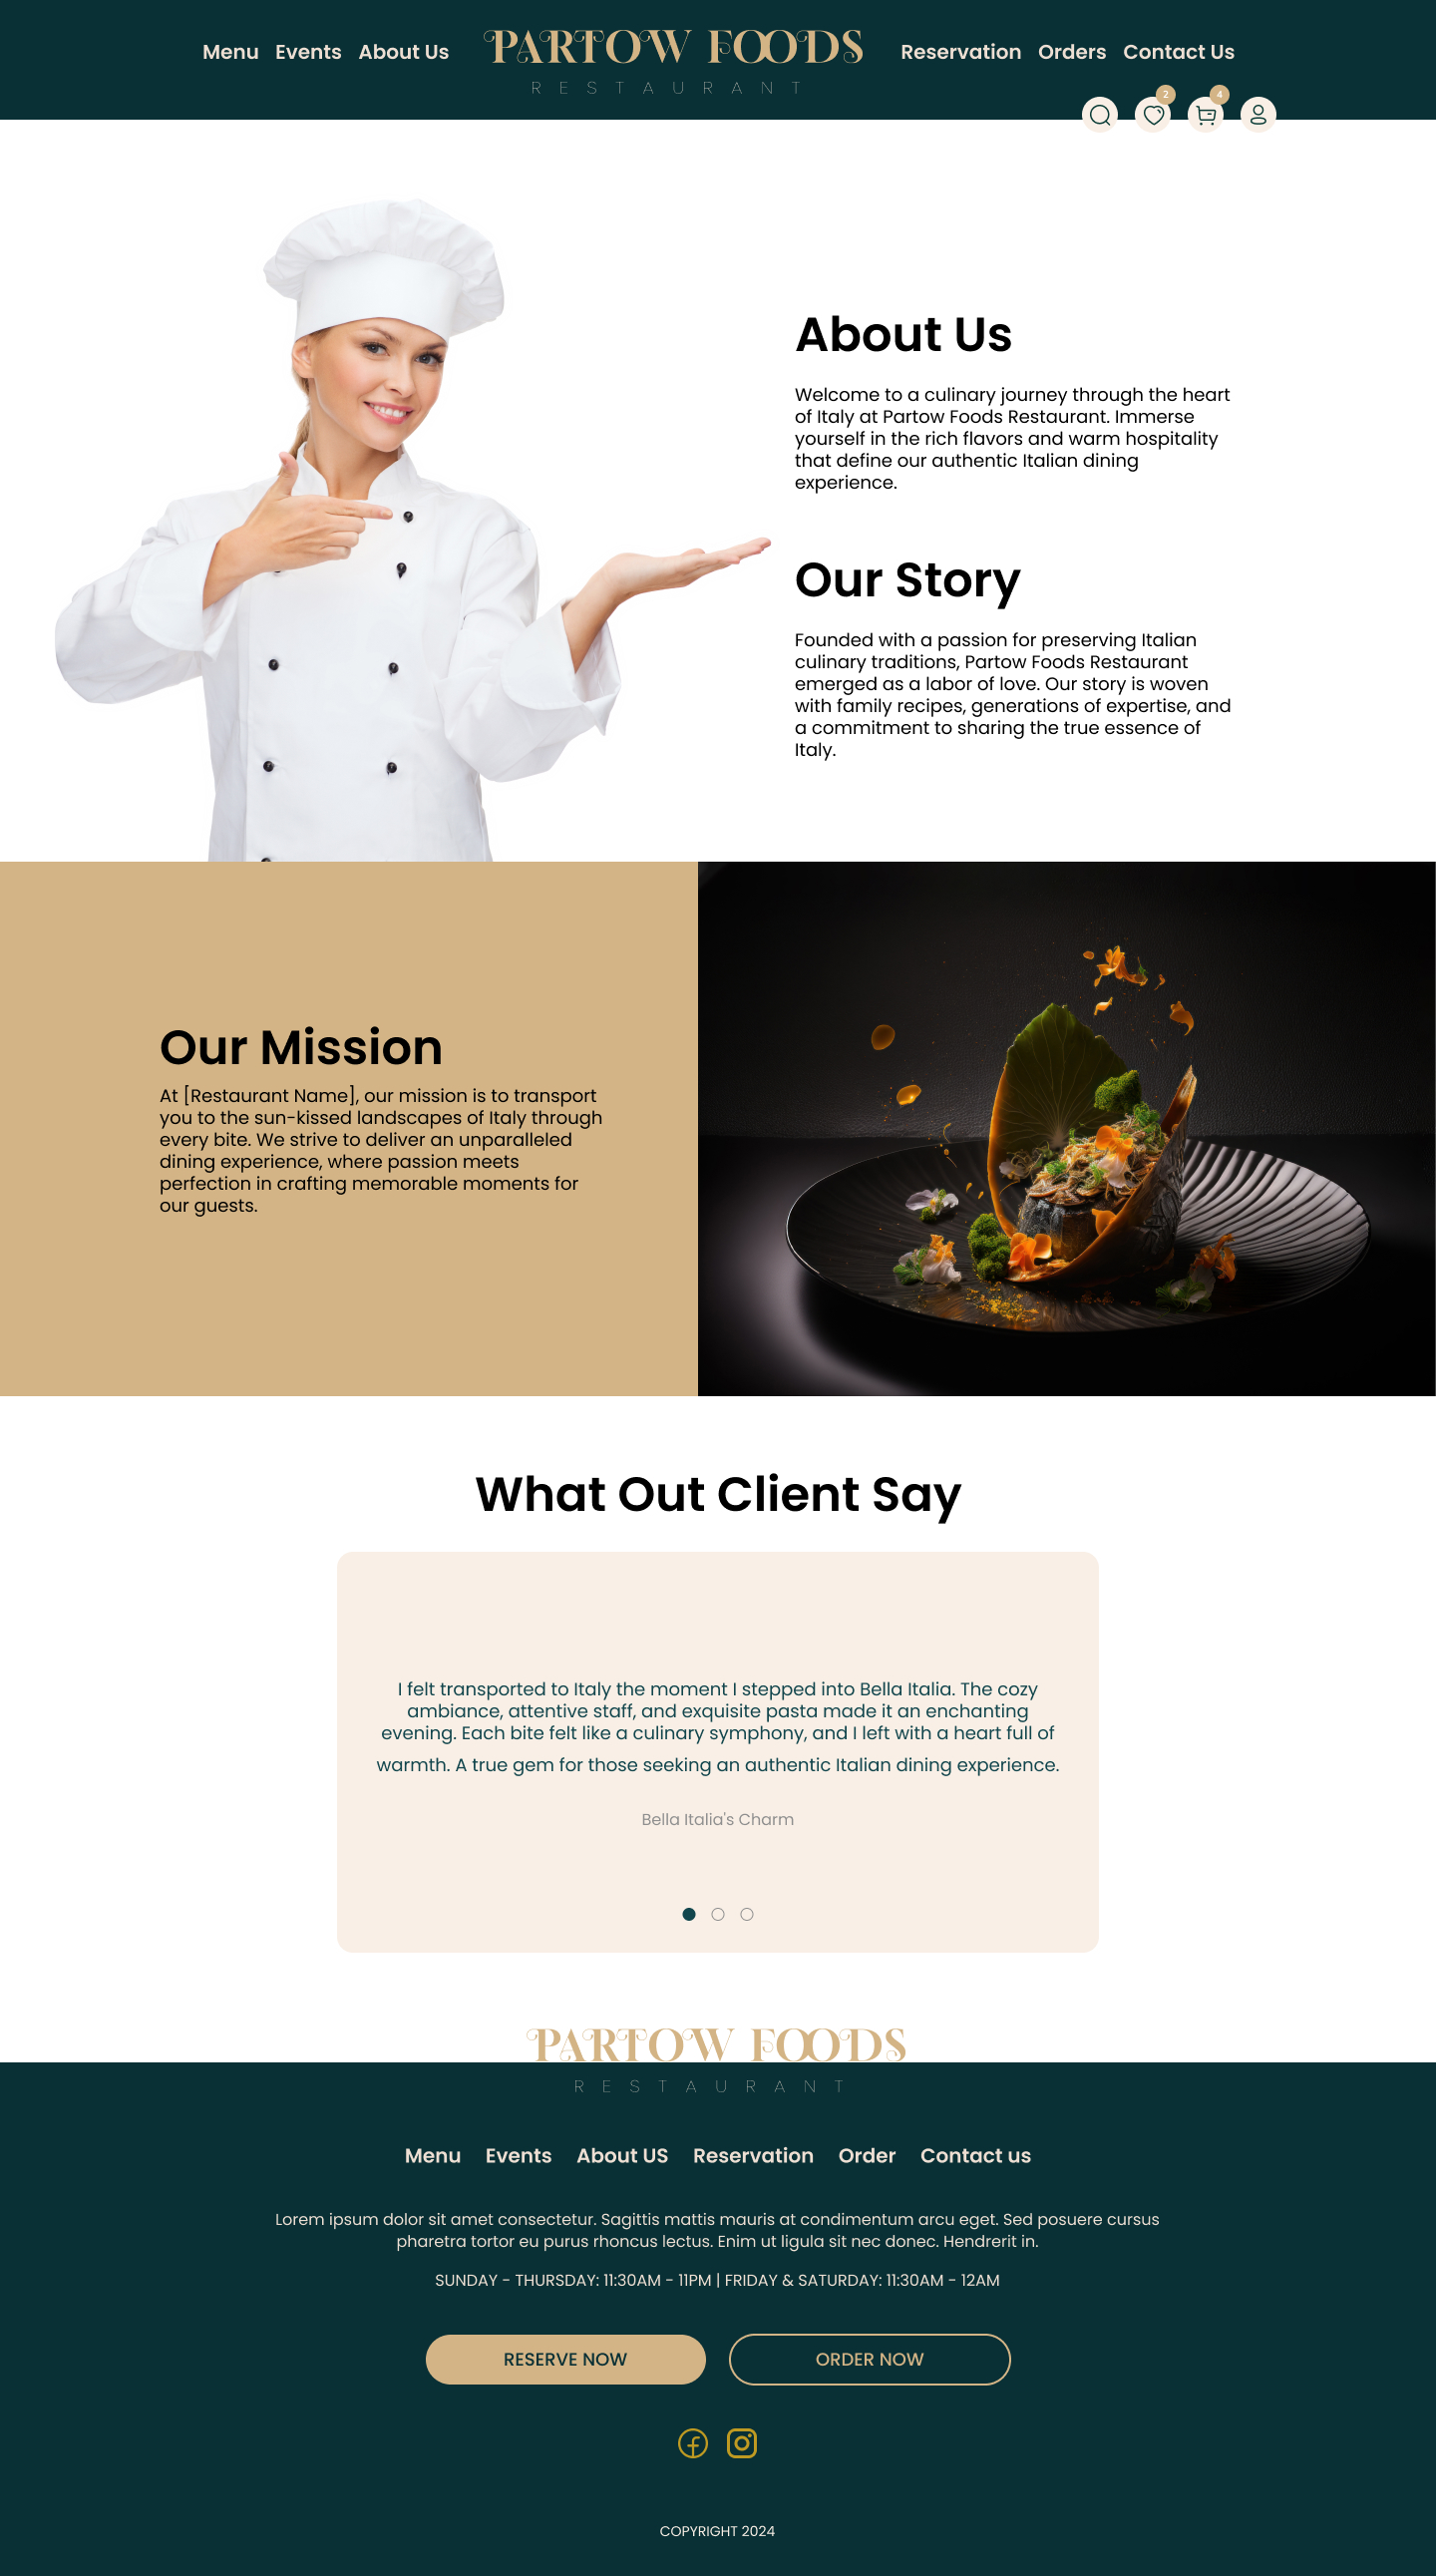 Menu Events About Us
PARTOW FOODS
RESTAURANT
Reservation Orders Contact Us
2
4
About Us
Welcome to a culinary journey through the heart
of Italy at Partow Foods Restaurant. Immerse
yourself in the rich flavors and warm hospitality
that define our authentic Italian dining
experience.
Our Story
Founded with a passion for preserving Italian
culinary traditions, Partow Foods Restaurant
emerged as a labor of love. Our story is woven
with family recipes, generations of expertise, and
a commitment to sharing the true essence of
Italy.
Our Mission
At [Restaurant Name], our mission is to transport
you to the sun-kissed landscapes of Italy through
every bite. We strive to deliver an unparalleled
dining experience, where passion meets
perfection in crafting memorable moments for
our guests.
What Out Client Say
I felt transported to Italy the moment I stepped into Bella Italia. The cozy
ambiance, attentive staff, and exquisite pasta made it an enchanting
evening. Each bite felt like a culinary symphony, and I left with a heart full of
warmth. A true gem for those seeking an authentic Italian dining experience.
Bella Italia's Charm
PARTOW FOODS
RESTAURANT
Menu Events About US Reservation Order Contact us
Lorem ipsum dolor sit amet consectetur. Sagittis mattis mauris at condimentum arcu eget. Sed posuere cursus
pharetra tortor eu purus rhoncus lectus. Enim ut ligula sit nec donec. Hendrerit in.
SUNDAY - THURSDAY: 11:30AM - 11PM | FRIDAY & SATURDAY: 11:30AM - 12AM
RESERVE NOW
ORDER NOW
COPYRIGHT 2024